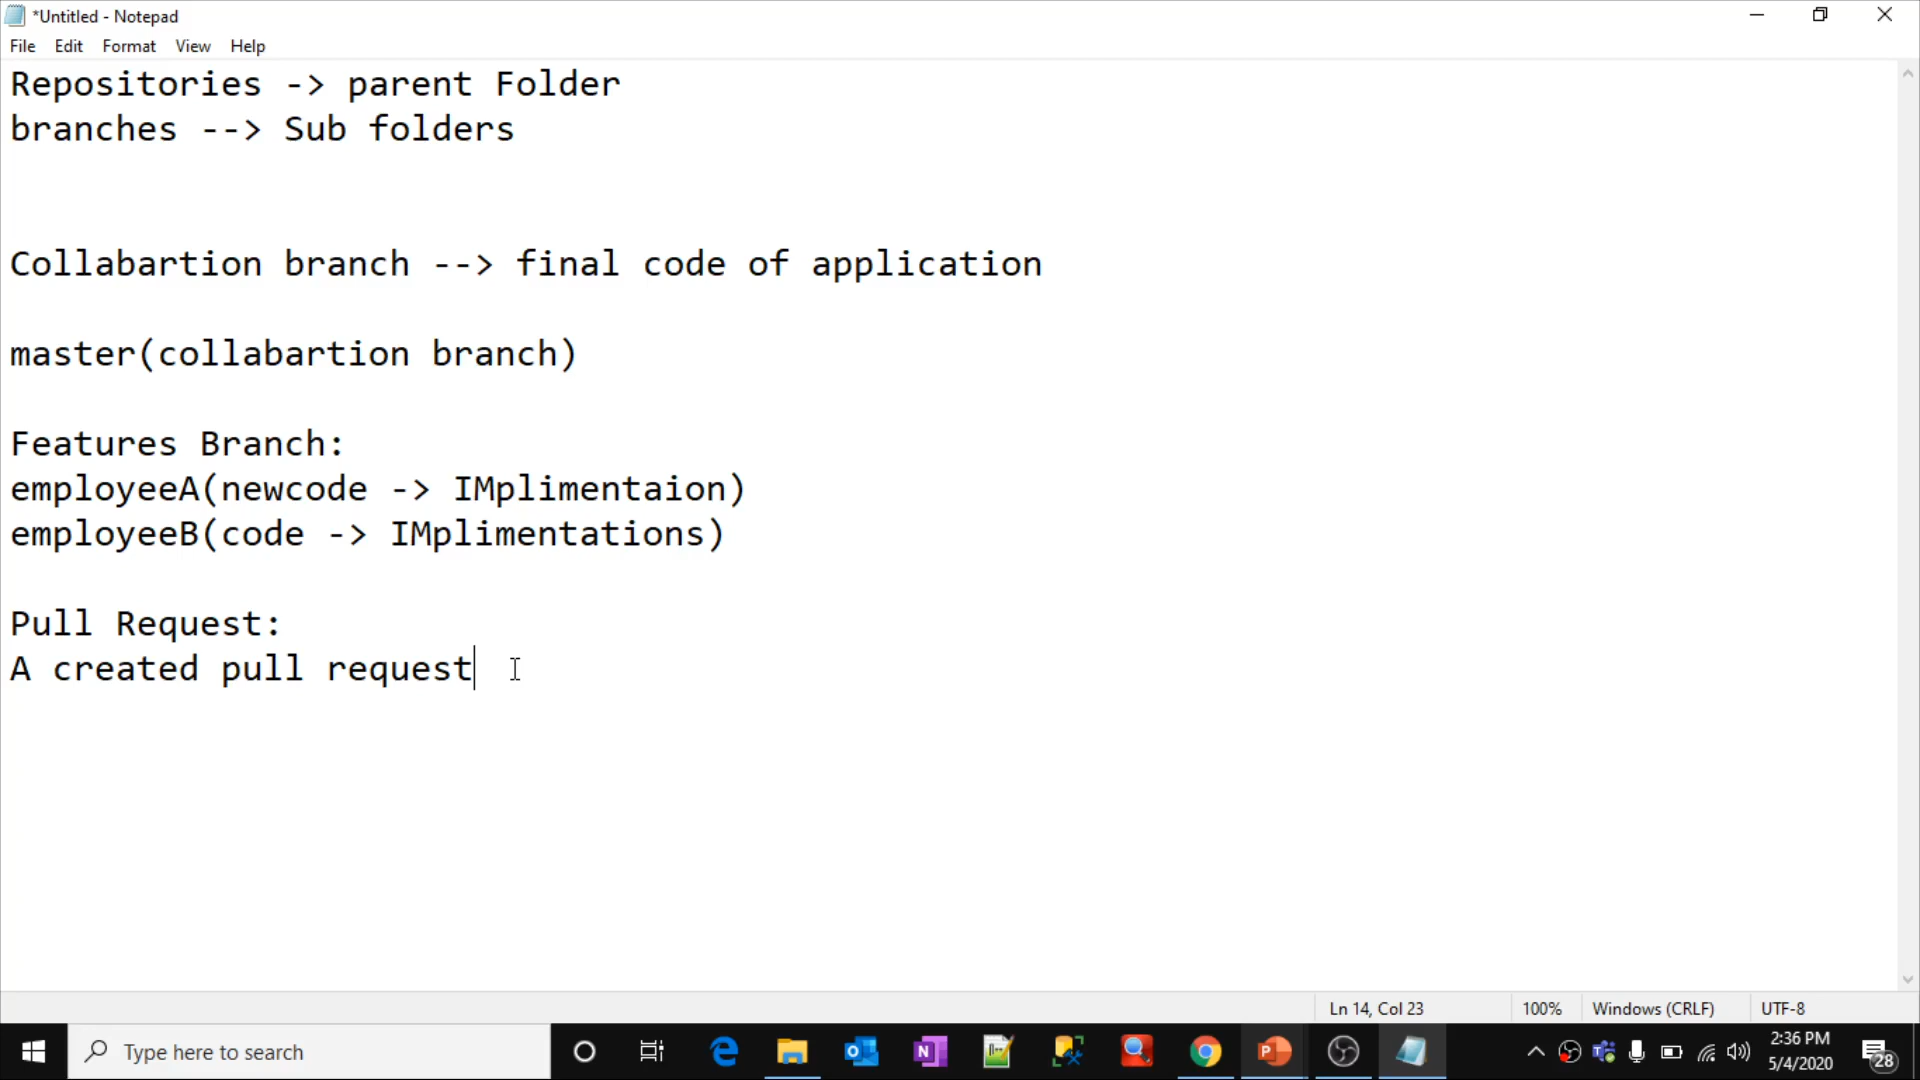 *Untitled - Notepad
File Edit Format View Help
Repositories -> parent Folder
branches --> Sub folders
Collabartion branch --> final code of application
master(collabartion branch)
Features Branch:
employeeA(newcode -> IMplimentaion)
employeeB(code -> IMplimentations)
Pull Request:
A created pull request
Ln 14, Col 23 100% Windows (CRLF) UTF-8
Type here to search
2:36 PM
5/4/2020
28